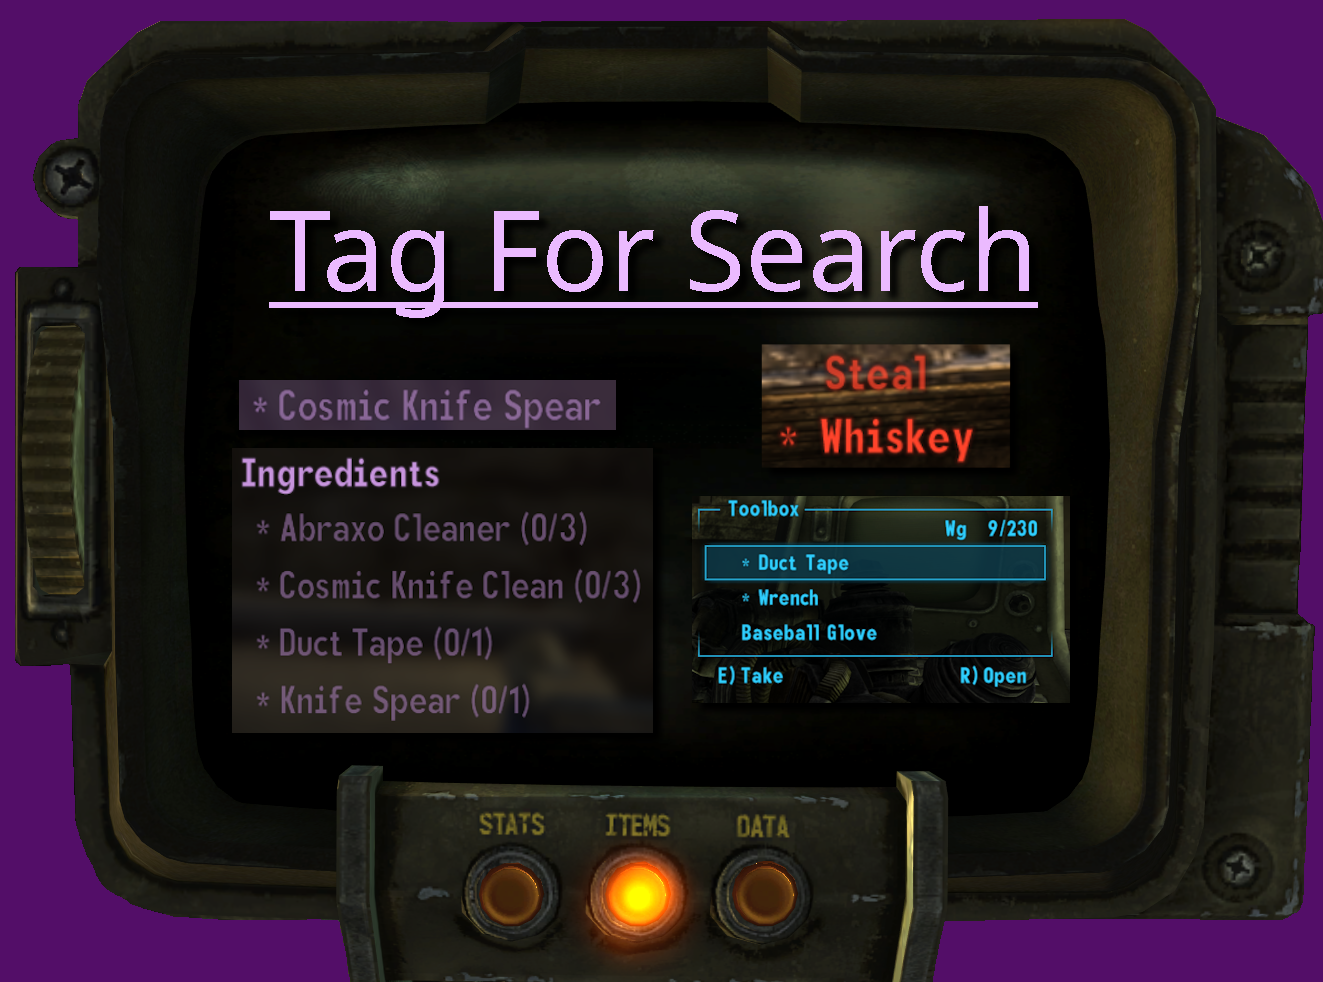 Tag For Search
* Cosmic Knife Spear
Ingredients
* Abraxo Cleaner (0/3)
* Cosmic Knife Clean (0/3)
* Duct Tape (0/1)
* Knife Spear (0/1)
Steal
* Whiskey
Toolbox
Wg 9/230
* Duct Tape
* Wrench
Baseball Glove
E) Take R) Open
STATS ITEMS DATA